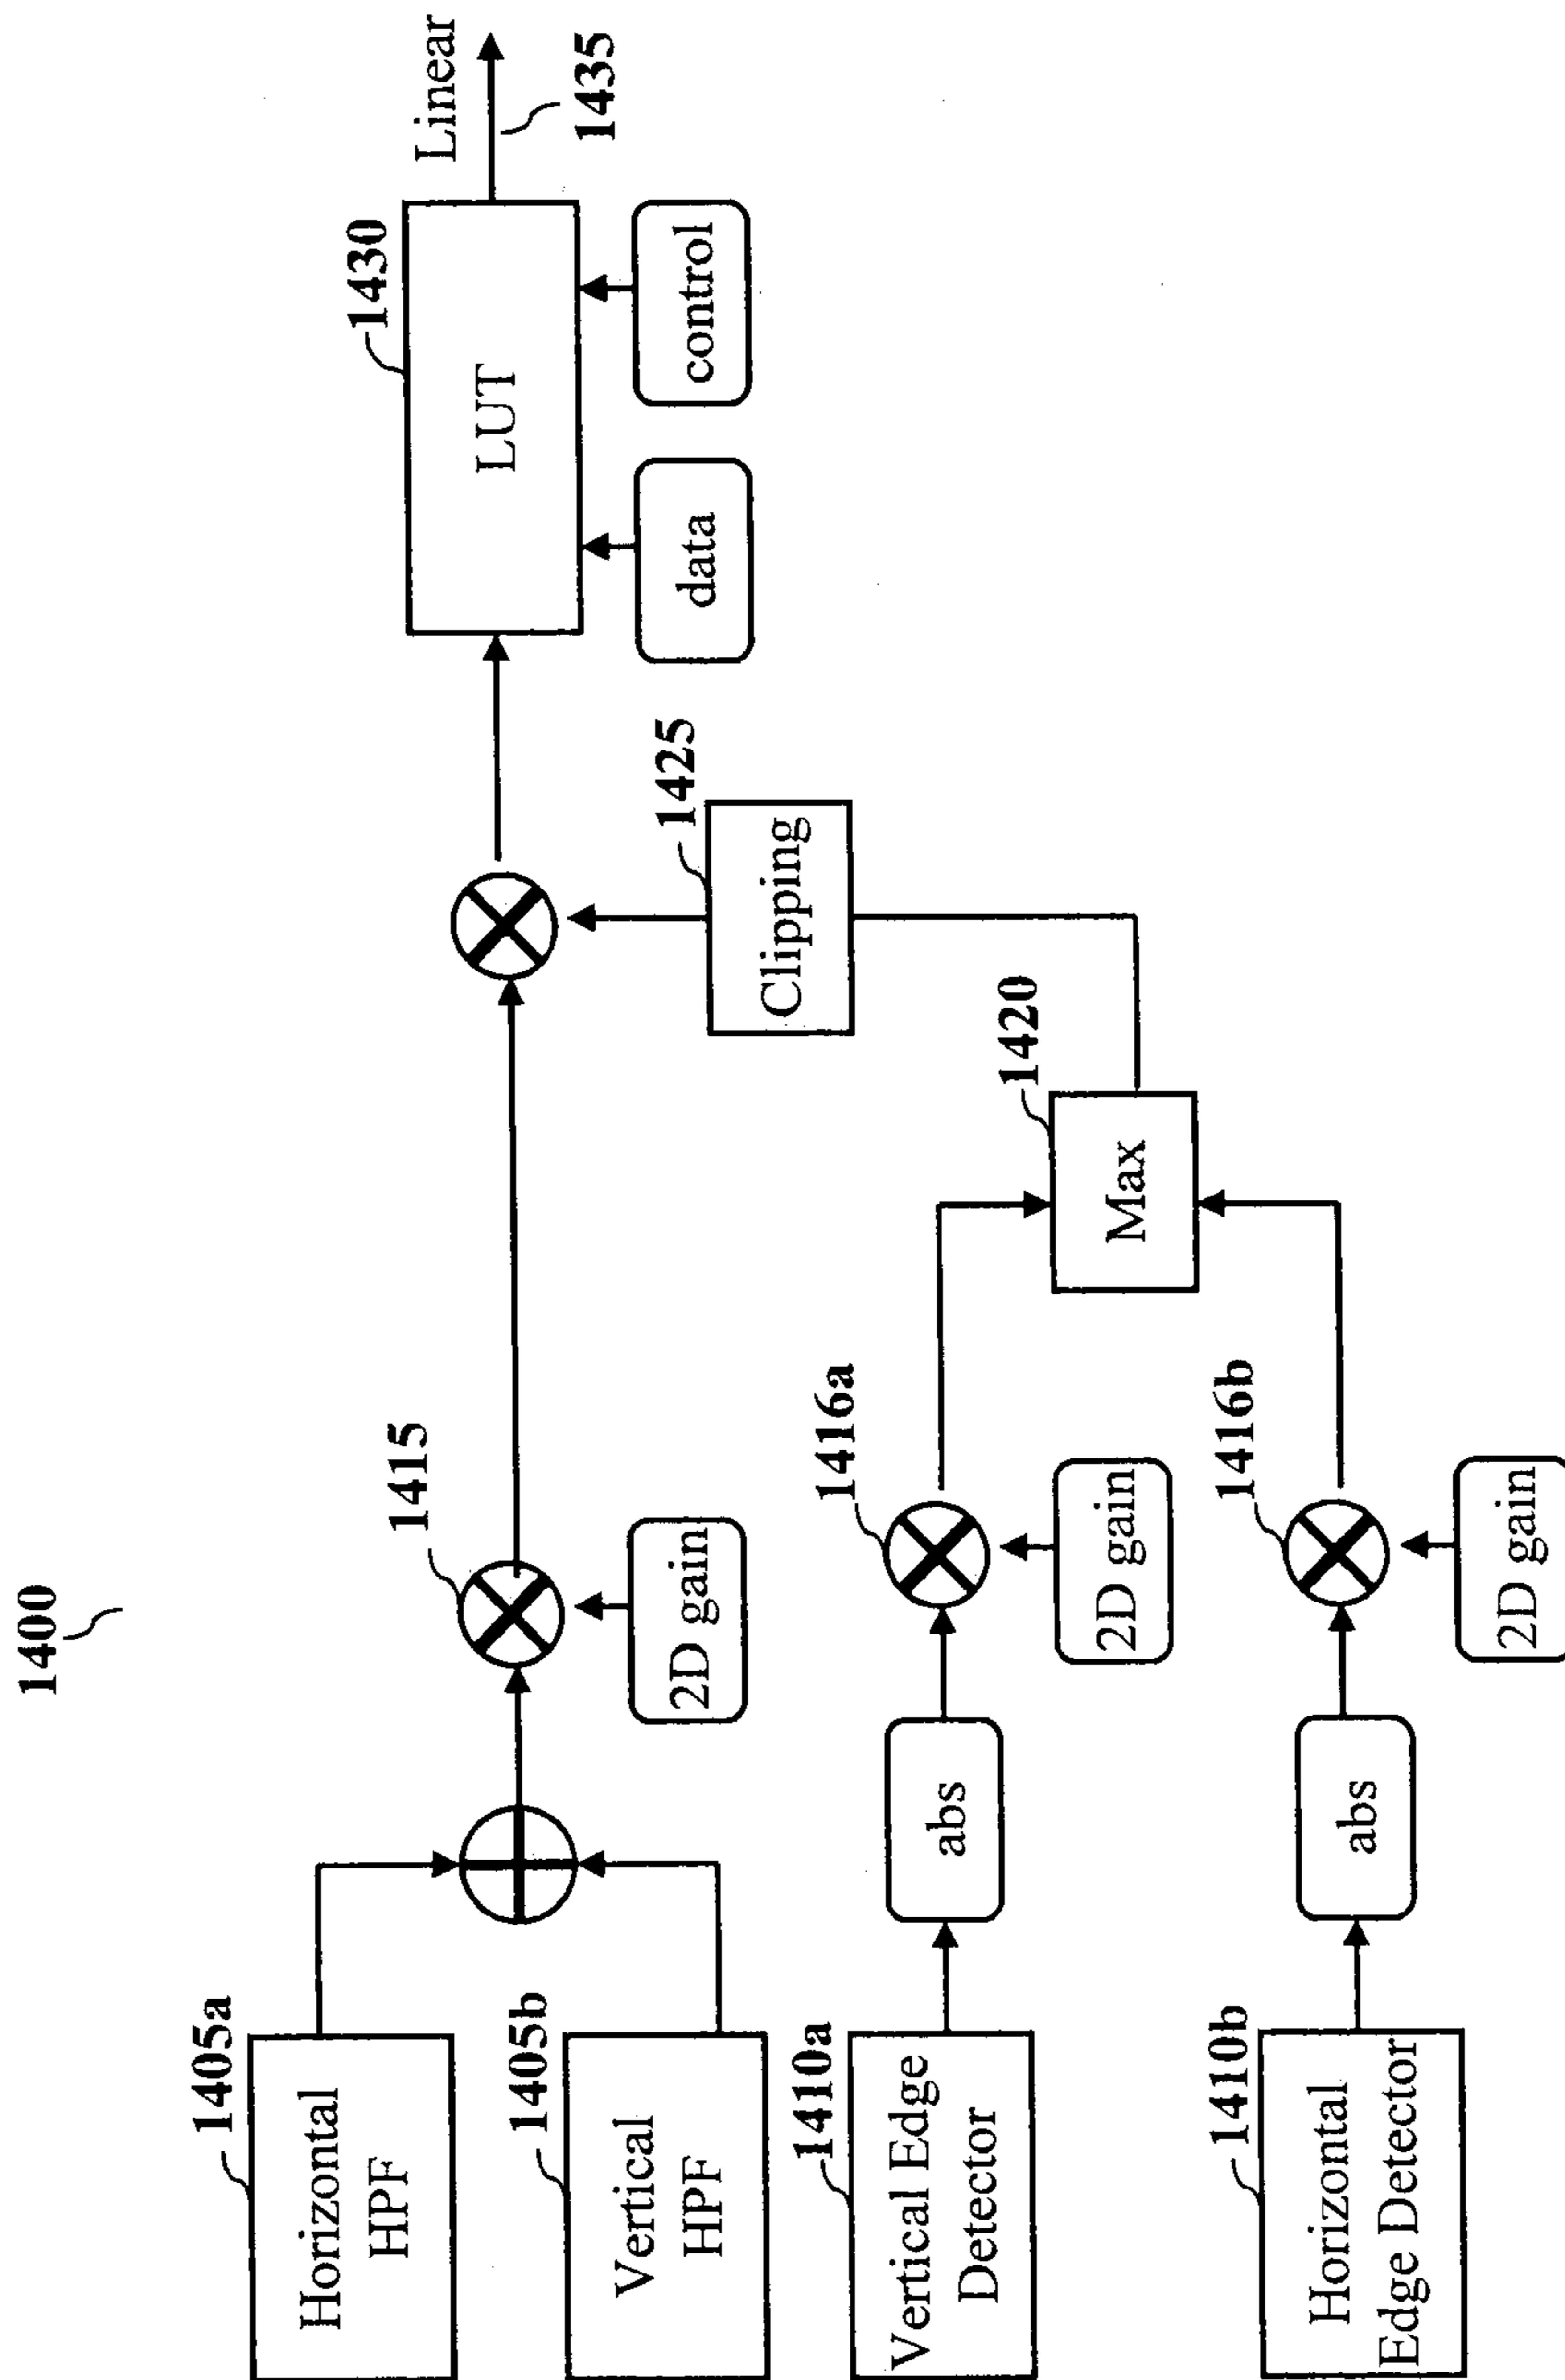 1400
1405a
Horizontal
HPF
1405b
Vertical
HPF
1410a
Vertical Edge
Detector
1410b
Horizontal
Edge Detector
abs
abs
1415
2D gain
1416a
2D gain
1416b
2D gain
1420
Max
1425
Clipping
1430
LUT
data
control
Linear
1435